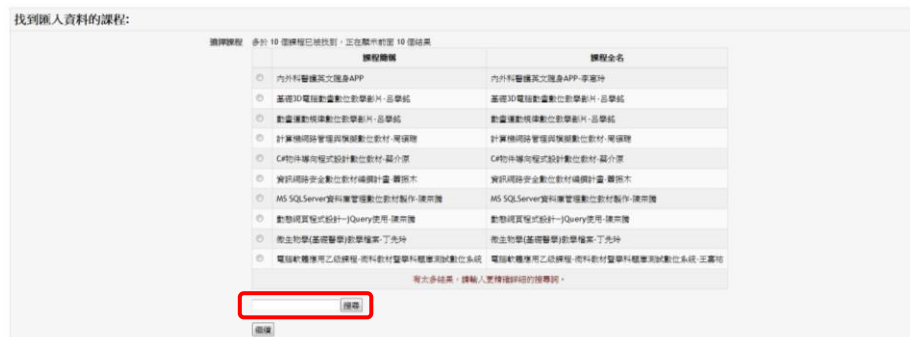 找到匯入資料的課程:
選擇課程 多於 10 個課程已被找到，正在顯示前面 10 個結果
課程簡稱 課程全名
內外科醫護英文隨身APP 內外科醫護英文隨身APP-李惠玲
基礎3D電腦動畫數位教學影片-呂學銘 基礎3D電腦動畫數位教學影片-呂學銘
動畫運動規律數位教學影片-呂學銘 動畫運動規律數位教學影片-呂學銘
計算機網路管理與模擬數位教材- 計算機網路管理與模擬數位教材-
C#物件導向程式設計數位教材-蔡介原 C#物件導向程式設計數位教材-蔡介原
資訊網路安全數位教材編撰計畫-蕭振木 資訊網路安全數位教材編撰計畫-蕭振木
MS SQLServer資料庫管理數位教材製作-陳宗騰 MS SQLServer資料庫管理數位教材製作-陳宗騰
動態網頁程式設計─jQuery使用-陳宗騰 動態網頁程式設計─jQuery使用-陳宗騰
微生物學(基礎醫學)教學檔案-丁先玲 微生物學(基礎醫學)教學檔案-丁先玲
電腦軟體應用乙級課程-術科教材暨學科題庫測試數位系統 電腦軟體應用乙級課程-術科教材暨學科題庫測試數位系統-王嘉祐
有太多結果，請輸入更精確詳細的搜尋詞。
搜尋
繼續